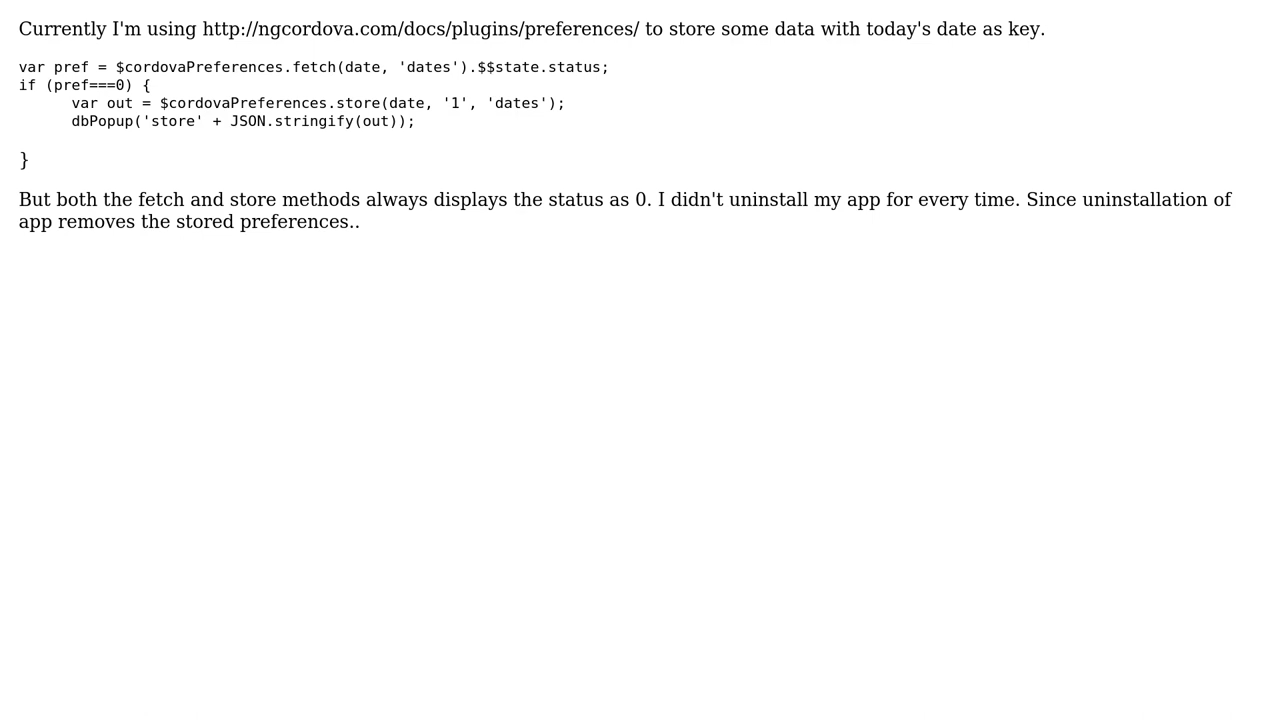 Currently I'm using http://ngcordova.com/docs/plugins/preferences/ to store some data with today's date as key.
var pref = $cordovaPreferences.fetch(date, 'dates').$$state.status;
if (pref===0) {
      var out = $cordovaPreferences.store(date, '1', 'dates');
      dbPopup('store' + JSON.stringify(out));
}
But both the fetch and store methods always displays the status as 0. I didn't uninstall my app for every time. Since uninstallation of
app removes the stored preferences..